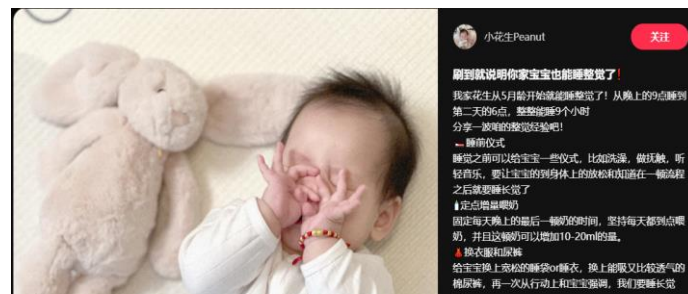 小花生Peanut
关注
刷到就说明你家宝宝也能睡整觉了❗
我家花生从5月龄开始就能睡整觉了！从晚上的9点睡到
第二天的6点，整整能睡9个小时
分享一波咱的整觉经验吧！
🛏️睡前仪式
睡觉之前可以给宝宝一些仪式，比如洗澡，做抚触，听
轻音乐，要让宝宝的到身体上的放松和知道在一顿流程
之后就要睡长觉了
🍼定点增量喂奶
固定每天晚上的最后一顿奶的时间，坚持每天都到点喂
奶，并且这顿奶可以增加10-20ml的量。
👗换衣服和尿裤
给宝宝换上宽松的睡袋or睡衣，换上能吸又比较透气的
棉尿裤，再一次从行动上和宝宝强调，我们要睡长觉